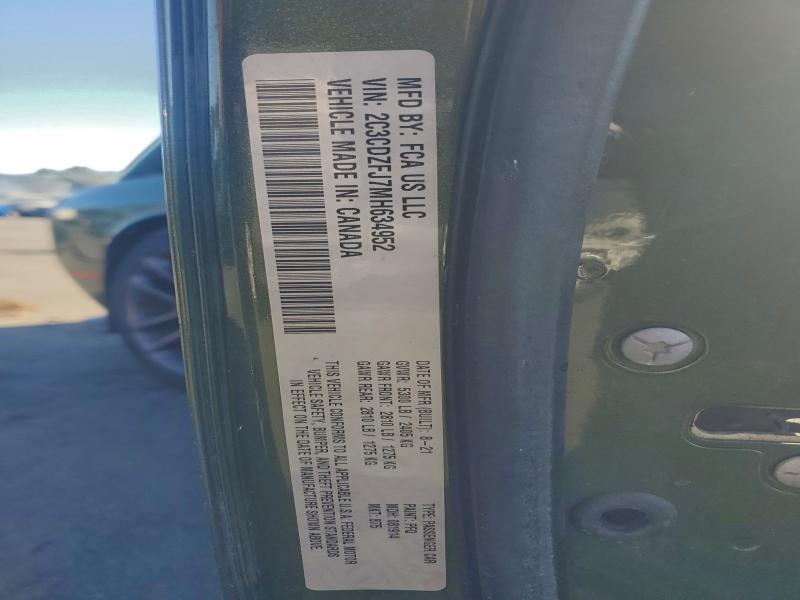 MFD BY: FCA US LLC
VIN: 2C3CDZFJ7MH634952
VEHICLE MADE IN: CANADA
DATE OF MFR (BUILT): 8-21
GVWR: 5300 LB / 2405 KG
GAWR FRONT: 2810 LB / 1275 KG
GAWR REAR: 2810 LB / 1275 KG
TYPE: PASSENGER CAR
PAINT: PFQ
MDH: 081914
MKT: 875
THIS VEHICLE CONFORMS TO ALL APPLICABLE U.S.A. FEDERAL MOTOR
VEHICLE SAFETY, BUMPER, AND THEFT PREVENTION STANDARDS
IN EFFECT ON THE DATE OF MANUFACTURE SHOWN ABOVE.